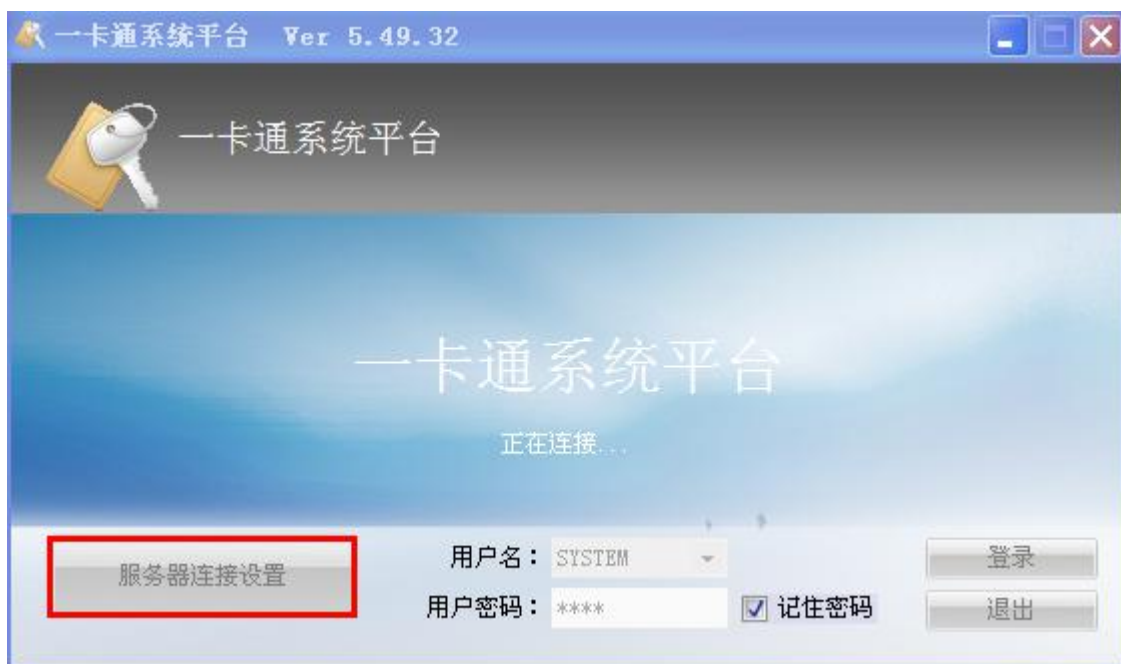 一卡通系统平台 Ver 5.49.32
一卡通系统平台
一卡通系统平台
正在连接...
服务器连接设置
用户名：SYSTEM
登录
用户密码：****
记住密码
退出